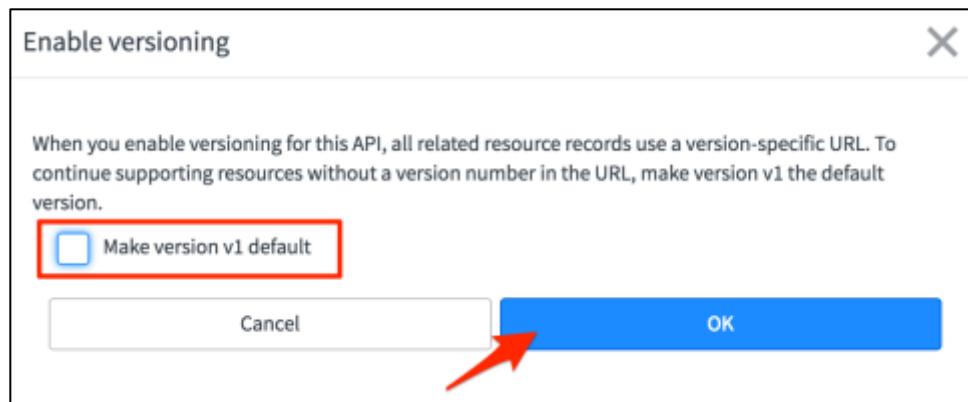 Enable versioning
When you enable versioning for this API, all related resource records use a version-specific URL. To
continue supporting resources without a version number in the URL, make version v1 the default
version.
Make version v1 default
Cancel
OK